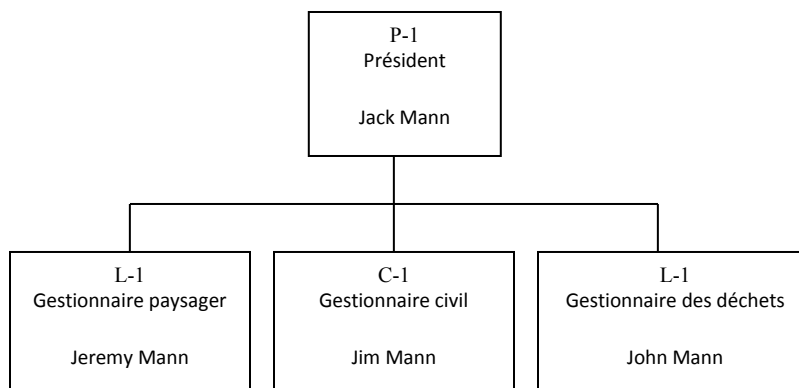 P-1
Président
Jack Mann
L-1
Gestionnaire paysager
Jeremy Mann
C-1
Gestionnaire civil
Jim Mann
L-1
Gestionnaire des déchets
John Mann